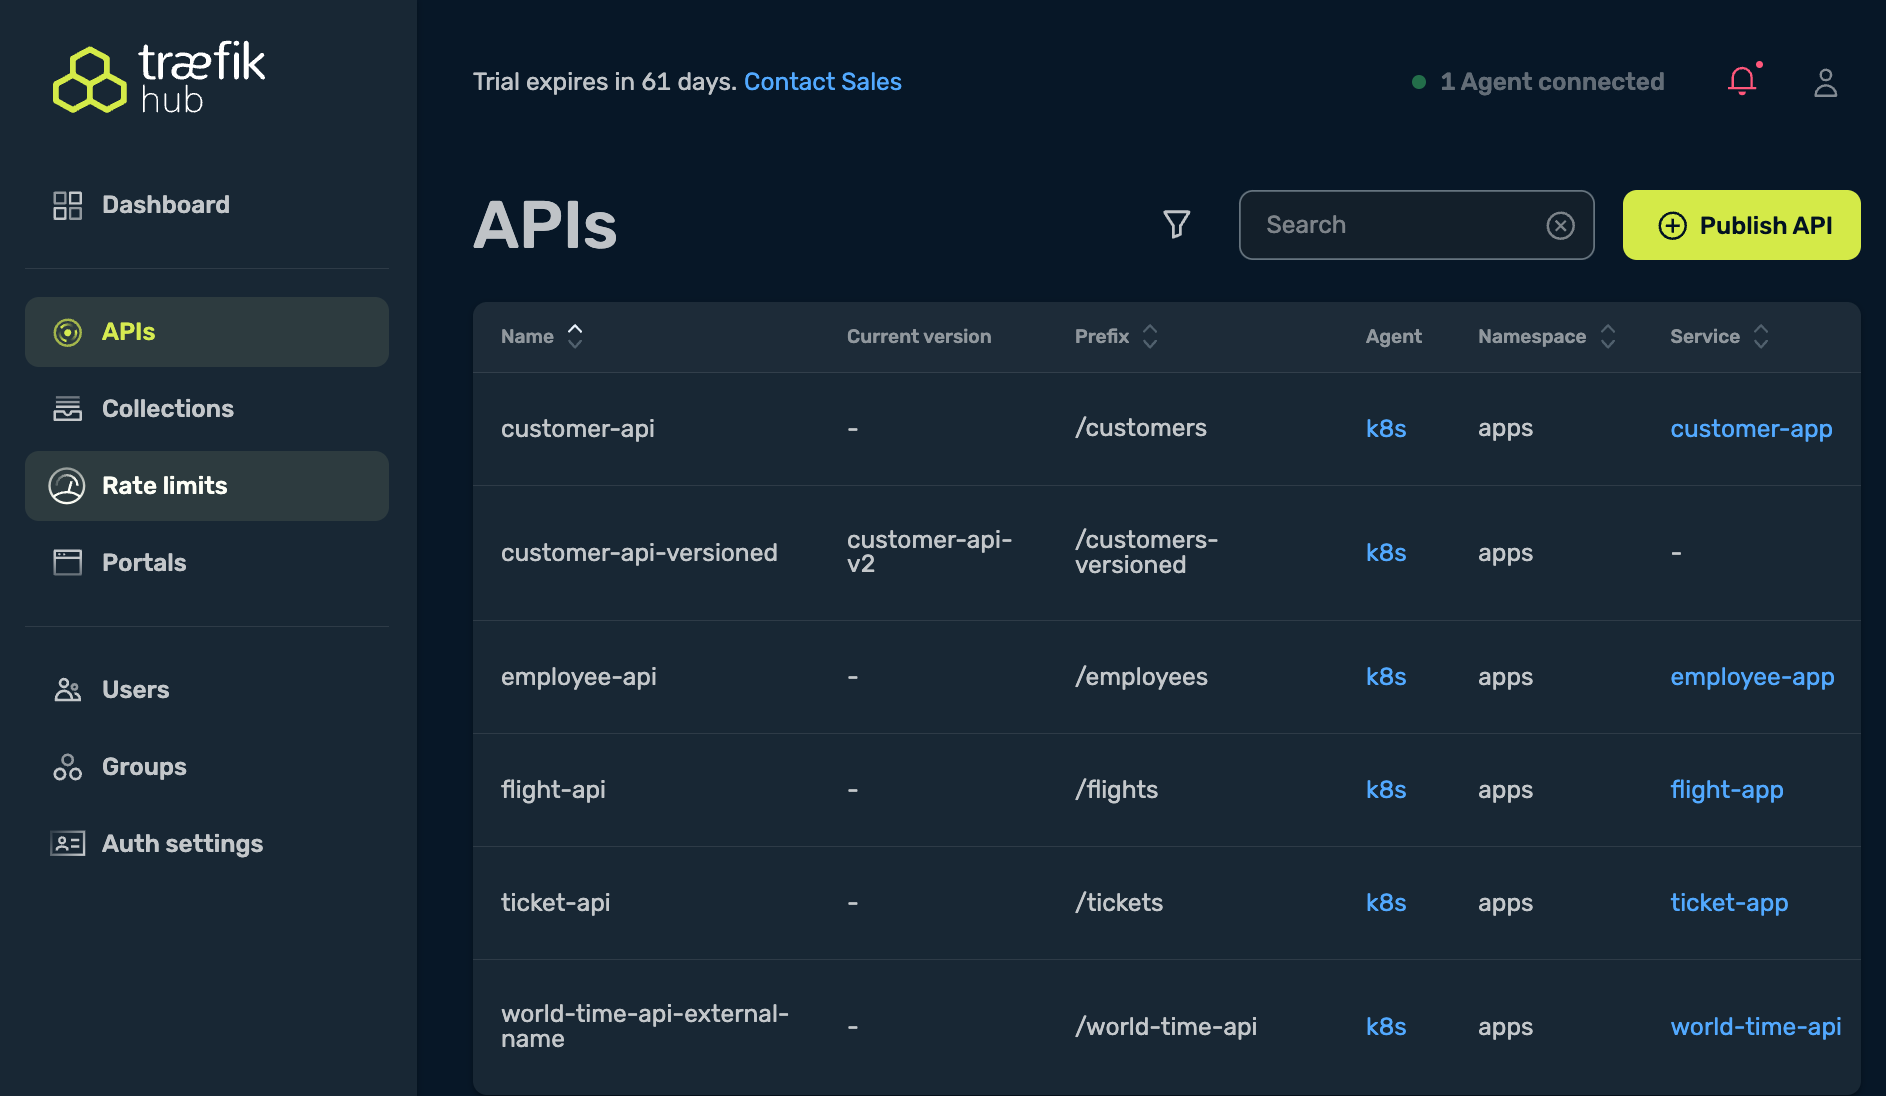 træfik
hub
Trial expires in 61 days. Contact Sales
1 Agent connected
Dashboard
APIs
Collections
Rate limits
Portals
Users
Groups
Auth settings
APIs
Search
Publish API
Name Current version Prefix Agent Namespace Service
customer-api - /customers k8s apps customer-app
customer-api-versioned customer-api-
v2 /customers-
versioned k8s apps -
employee-api - /employees k8s apps employee-app
flight-api - /flights k8s apps flight-app
ticket-api - /tickets k8s apps ticket-app
world-time-api-external-
name - /world-time-api k8s apps world-time-api